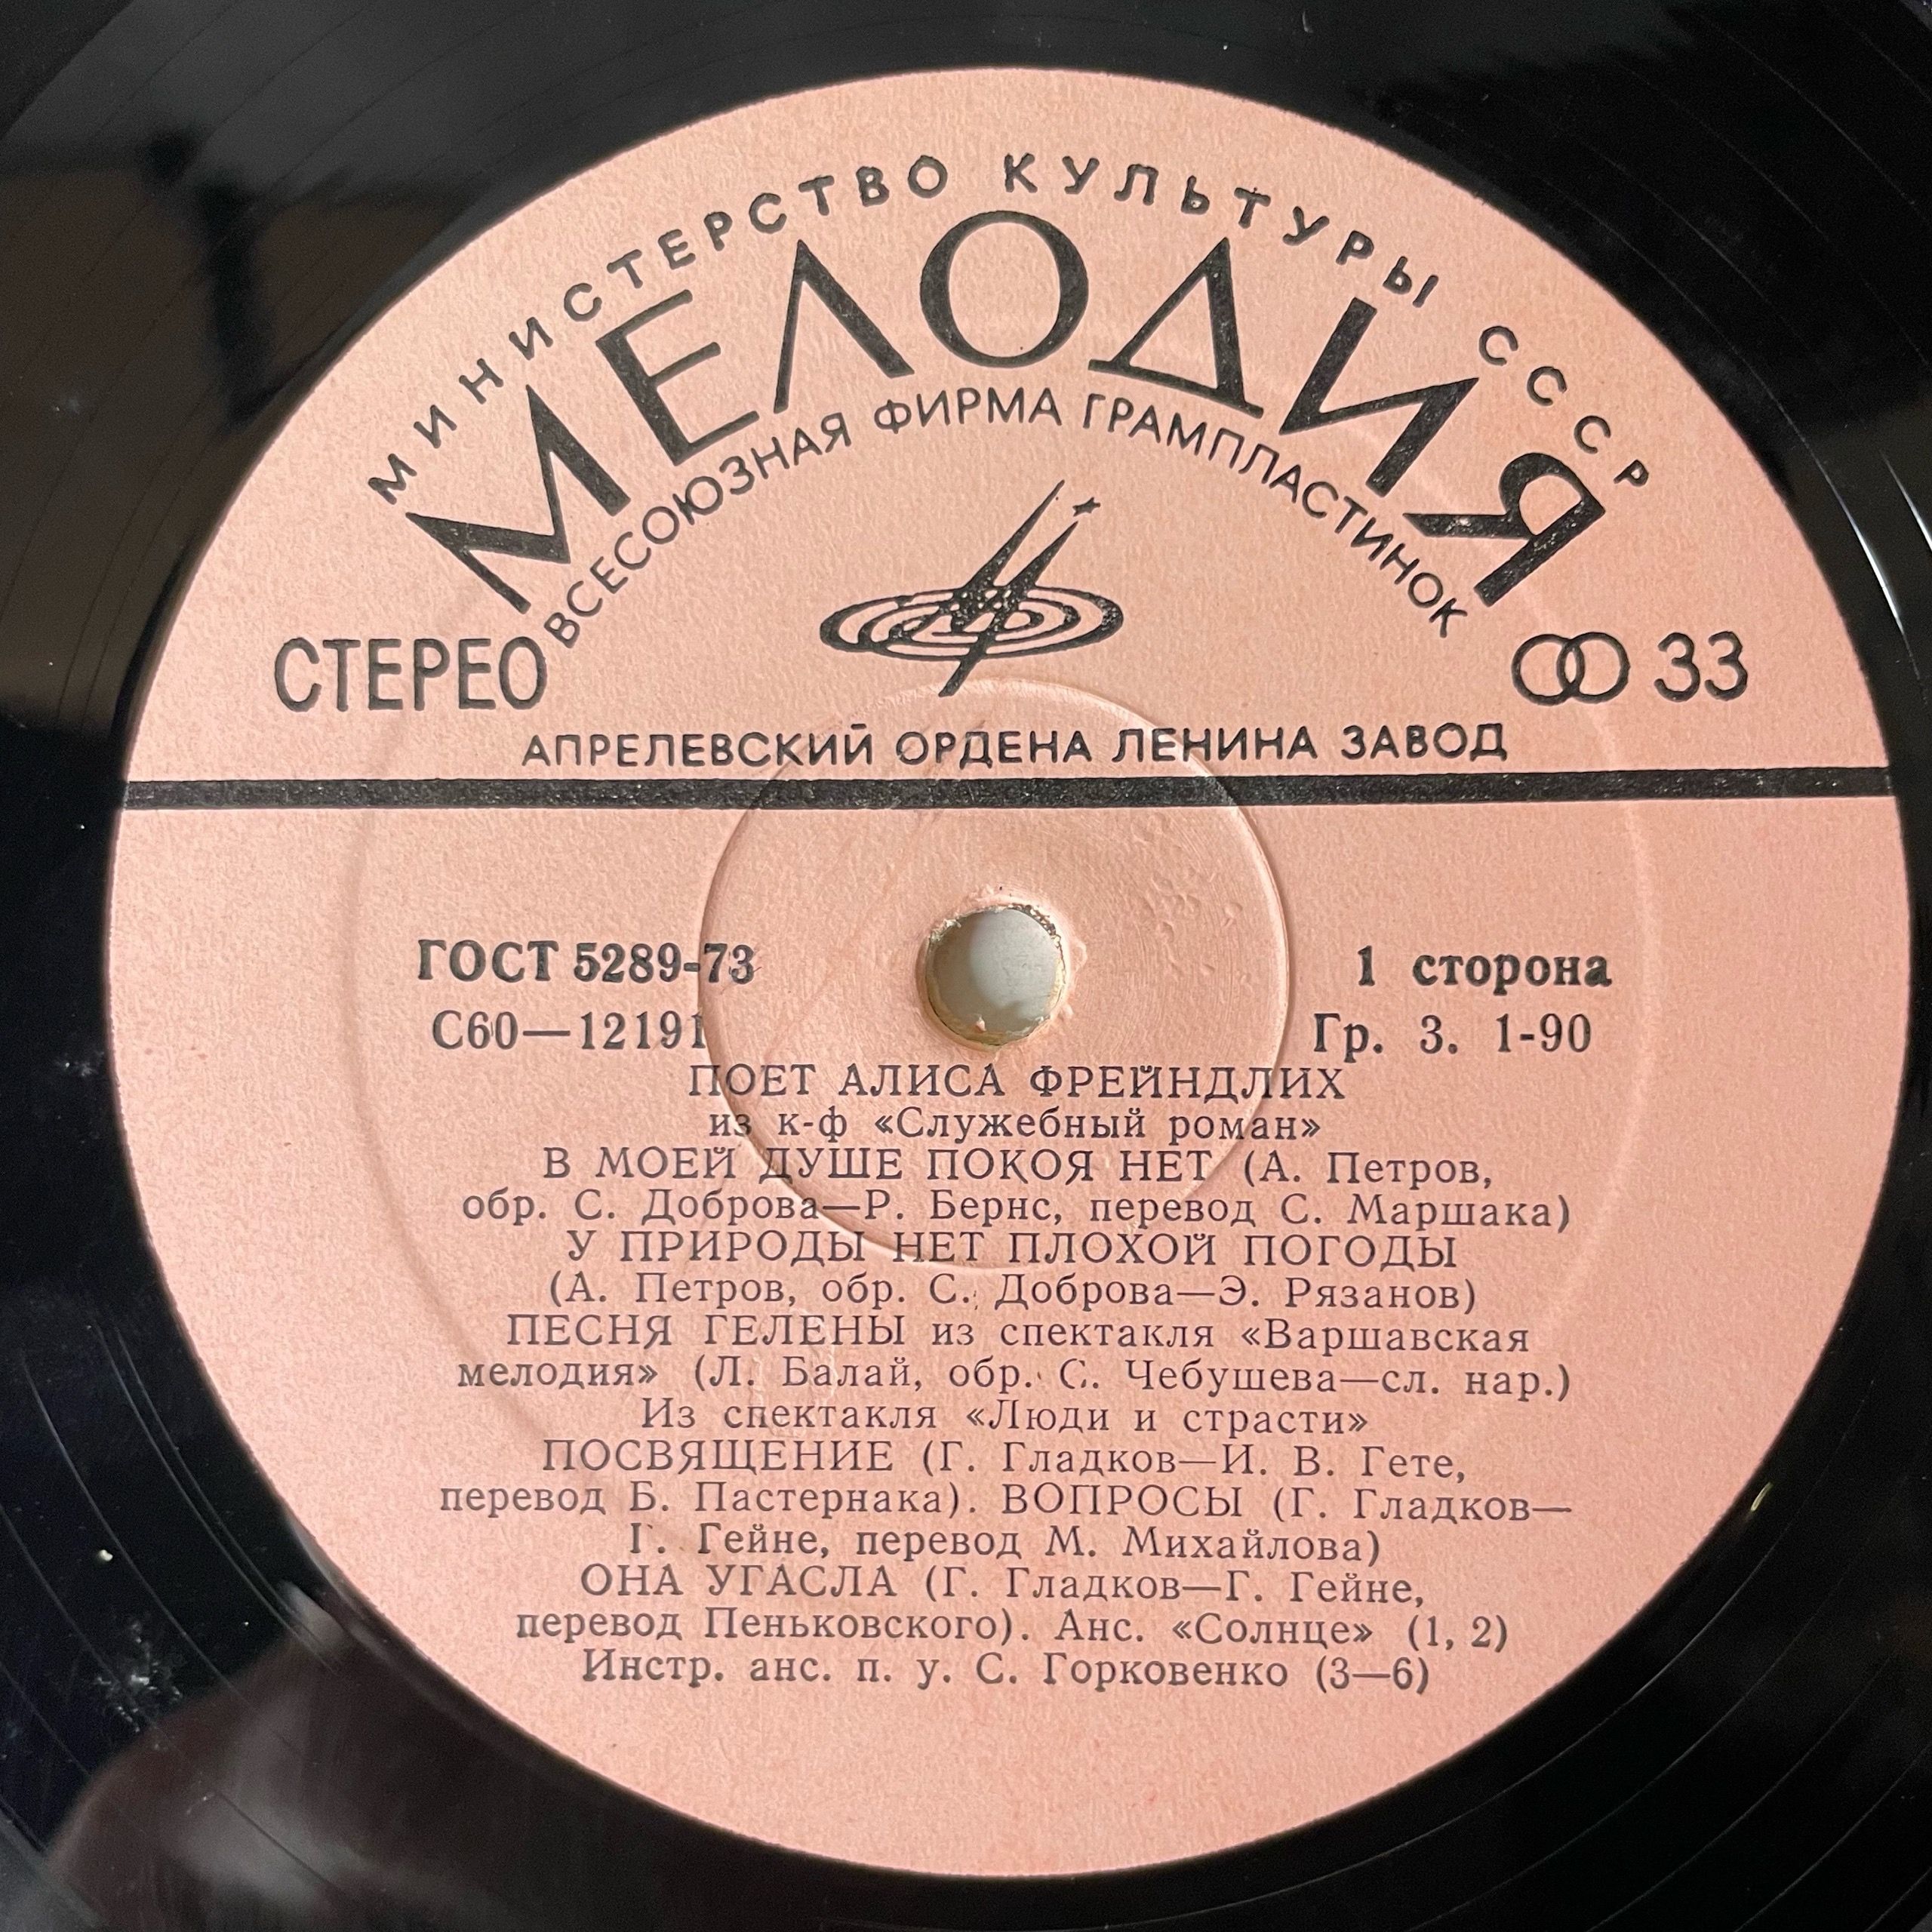 МИНИСТЕРСТВО КУЛЬТУРЫ СССР
МЕЛОДИЯ
ВСЕСОЮЗНАЯ ФИРМА ГРАМПЛАСТИНОК
СТЕРЕО 33
АПРЕЛЕВСКИЙ ОРДЕНА ЛЕНИНА ЗАВОД
ГОСТ 5289-73 1 сторона
С60—12191 Гр. 3. 1-90
ПОЕТ АЛИСА ФРЕЙНДЛИХ
из к-ф «Служебный роман»
В МОЕЙ ДУШЕ ПОКОЯ НЕТ (А. Петров,
обр. С. Доброва—Р. Бернс, перевод С. Маршака)
У ПРИРОДЫ НЕТ ПЛОХОЙ ПОГОДЫ
(А. Петров, обр. С. Доброва—Э. Рязанов)
ПЕСНЯ ГЕЛЕНЫ из спектакля «Варшавская
мелодия» (Л. Балай, обр. С. Чебушева—сл. нар.)
Из спектакля «Люди и страсти»
ПОСВЯЩЕНИЕ (Г. Гладков—И. В. Гете,
перевод Б. Пастернака). ВОПРОСЫ (Г. Гладков—
Г. Гейне, перевод М. Михайлова)
ОНА УГАСЛА (Г. Гладков—Г. Гейне,
перевод Пеньковского). Анс. «Солнце» (1, 2)
Инстр. анс. п. у. С. Горковенко (3—6)